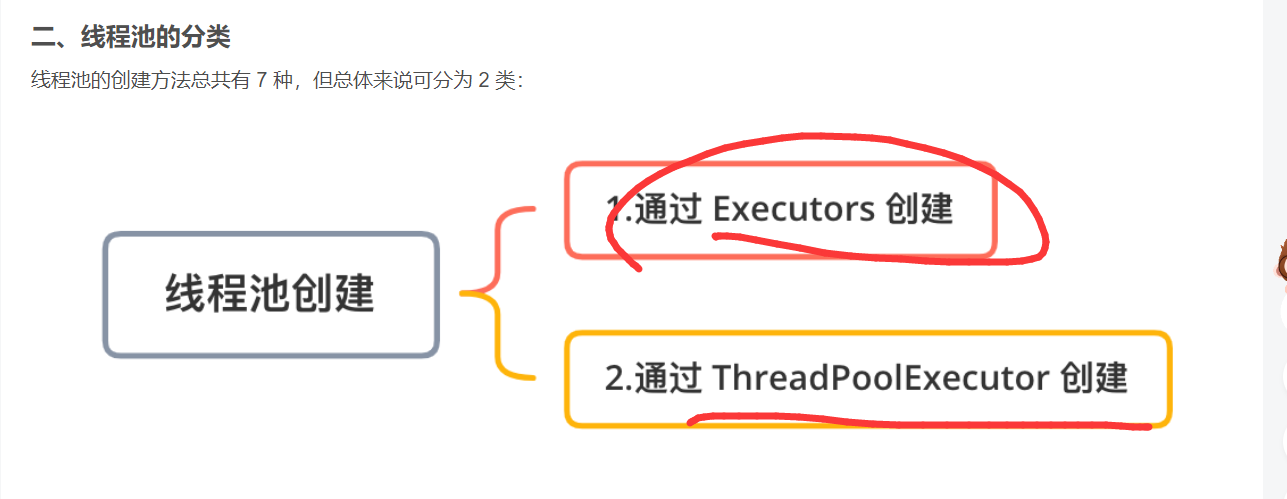 二、线程池的分类
线程池的创建方法总共有 7 种，但总体来说可分为 2 类：
1.通过 Executors 创建
线程池创建
2.通过 ThreadPoolExecutor 创建